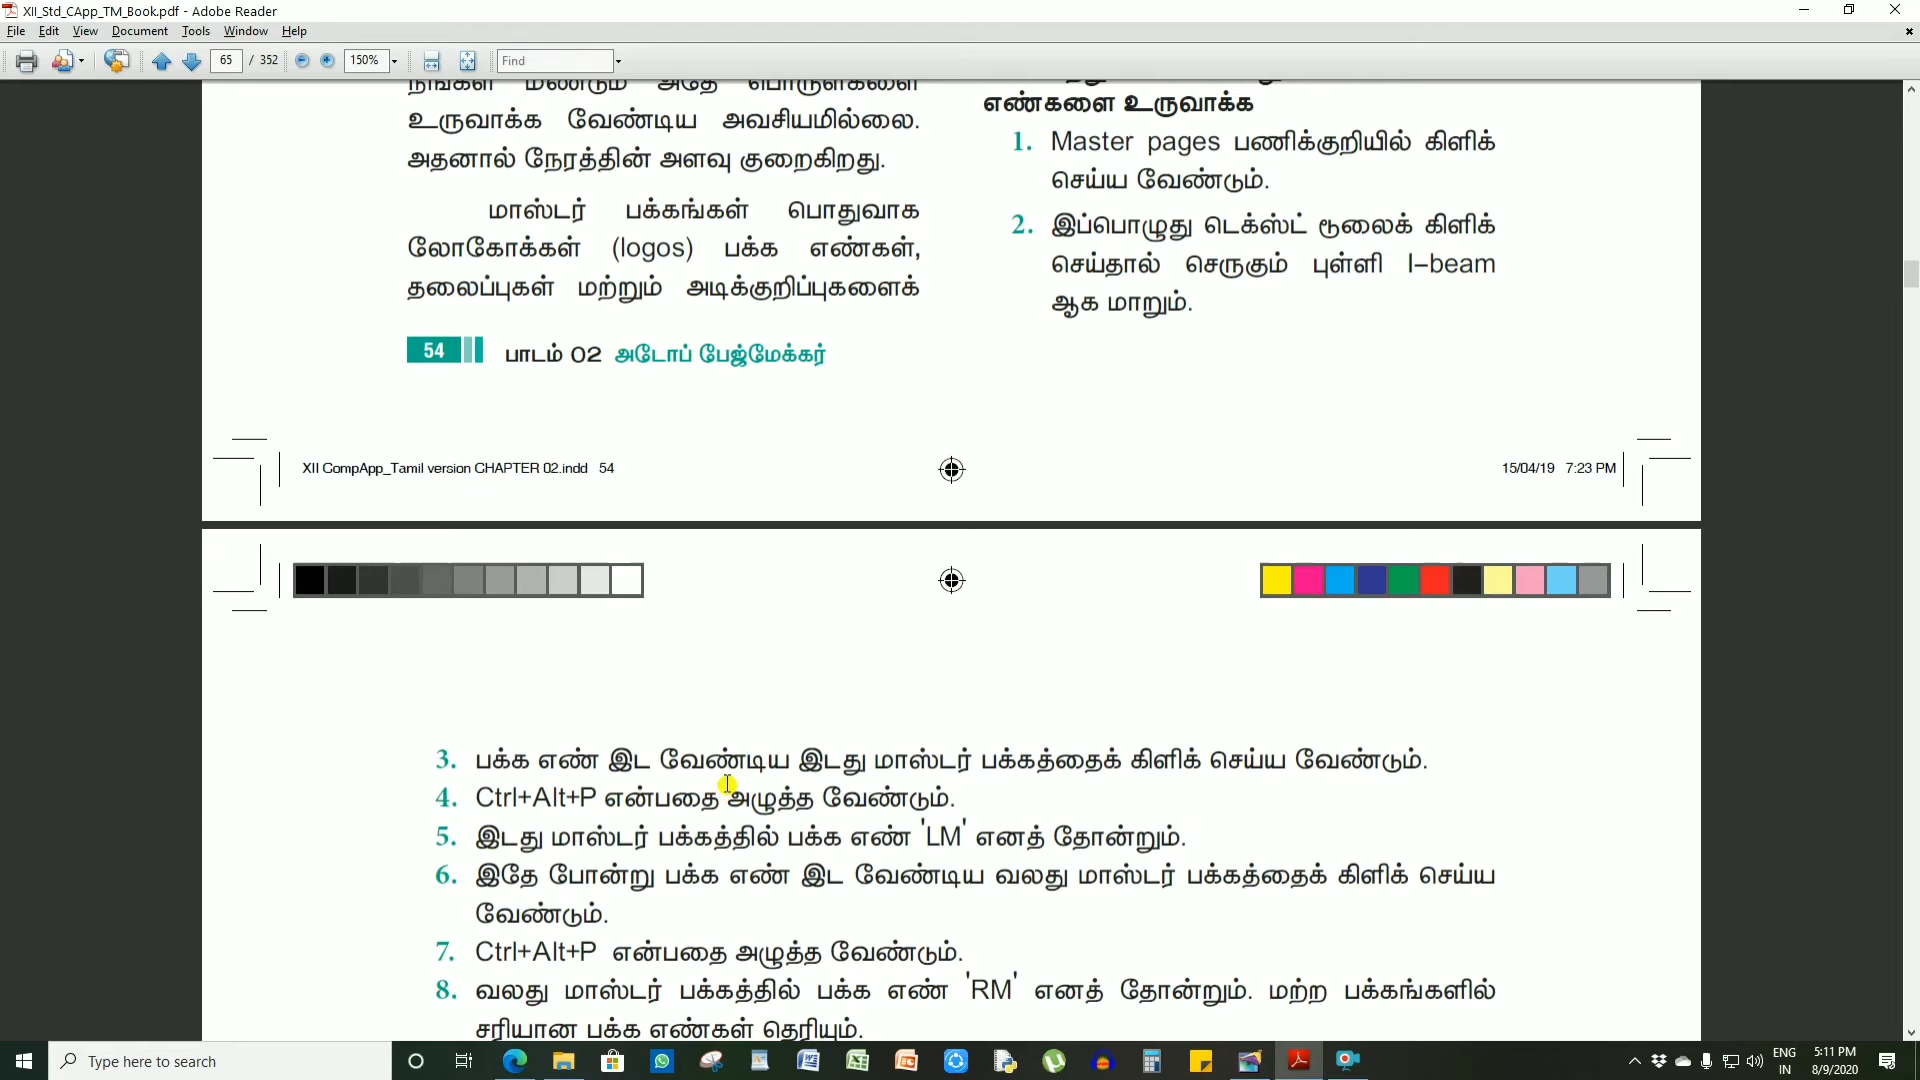 XII_Std_CApp_TM_Book.pdf - Adobe Reader
File Edit View Document Tools Window Help
65 / 352 150% Find
உருவாக்க வேண்டிய அவசியமில்லை.
அதனால் நேரத்தின் அளவு குறைகிறது.
மாஸ்டர் பக்கங்கள் பொதுவாக
லோகோக்கள் (logos) பக்க எண்கள்,
தலைப்புகள் மற்றும் அடிக்குறிப்புகளைக்
எண்களை உருவாக்க
1. Master pages பணிக்குறியில் கிளிக்
செய்ய வேண்டும்.
2. இப்பொழுது டெக்ஸ்ட் டூலைக் கிளிக்
செய்தால் செருகும் புள்ளி I–beam
ஆக மாறும்.
54 பாடம் 02 அடோப் பேஜ்மேக்கர்
XII CompApp_Tamil version CHAPTER 02.indd 54
15/04/19 7:23 PM
3. பக்க எண் இட வேண்டிய இடது மாஸ்டர் பக்கத்தைக் கிளிக் செய்ய வேண்டும்.
4. Ctrl+Alt+P என்பதை அழுத்த வேண்டும்.
5. இடது மாஸ்டர் பக்கத்தில் பக்க எண் 'LM' எனத் தோன்றும்.
6. இதே போன்று பக்க எண் இட வேண்டிய வலது மாஸ்டர் பக்கத்தைக் கிளிக் செய்ய
வேண்டும்.
7. Ctrl+Alt+P என்பதை அழுத்த வேண்டும்.
8. வலது மாஸ்டர் பக்கத்தில் பக்க எண் 'RM' எனத் தோன்றும். மற்ற பக்கங்களில்
சரியான பக்க எண்கள் தெரியும்.
Type here to search
ENG
IN
5:11 PM
8/9/2020